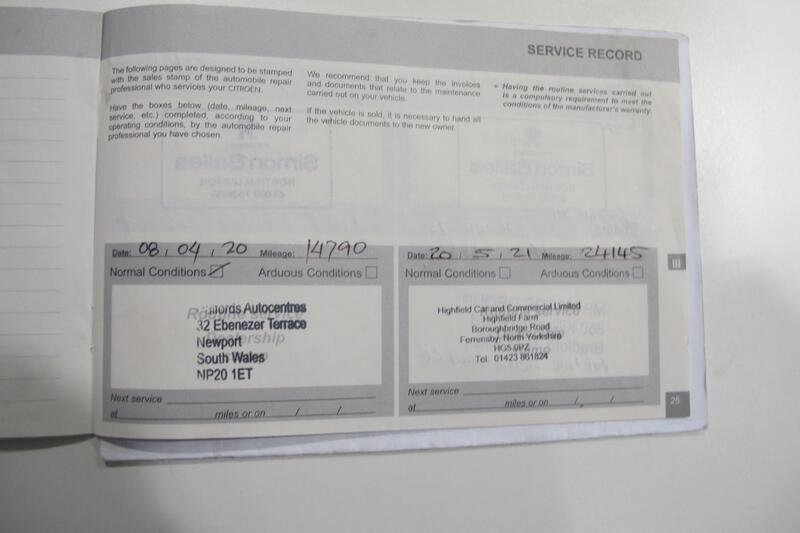 SERVICE RECORD
The following pages are designed to be stamped
with the sales stamp of the automobile repair
professional who services your CITROËN.
Have the boxes below (date, mileage, next
service, etc.) completed, according to your
operating conditions, by the automobile repair
professional you have chosen.
We recommend that you keep the invoices
and documents that relate to the maintenance
carried out on your vehicle.
If the vehicle is sold, it is necessary to hand all
the vehicle documents to the new owner.
• Having the routine services carried out
is a compulsory requirement to meet the
conditions of the manufacturer's warranty.
Date: 08, 04, 20 Mileage: 14790
Normal Conditions Arduous Conditions
Autocentres
32 Ebenezer Terrace
Newport
South Wales
NP20 1ET
Next service
at miles or on / /
Date: 20, 5, 21 Mileage: 24145
Normal Conditions Arduous Conditions
Highfield Car and Commercial Limited
Highfield Farm
Boroughbridge Road
Ferrensby, North Yorkshire
HG5 0PZ
Tel: 01423 861824
Next service
at miles or on / /
III
25